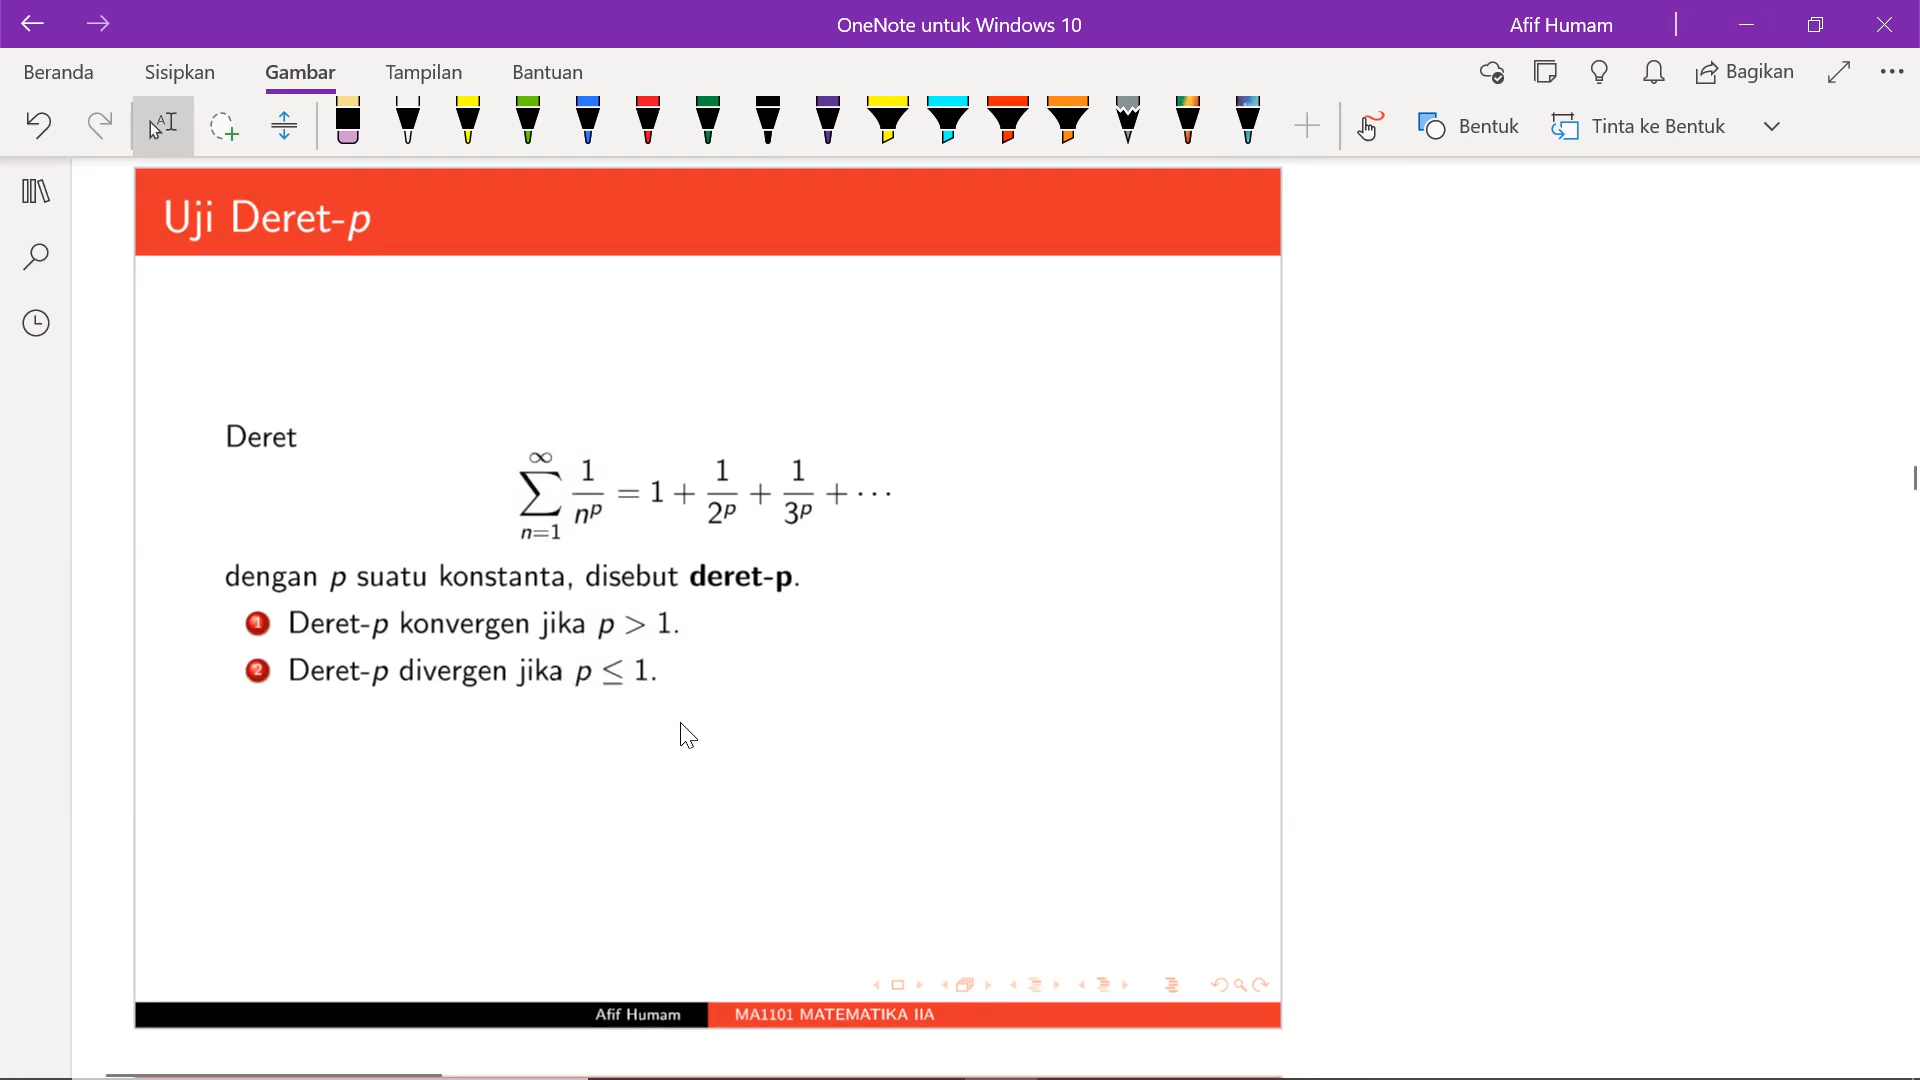 OneNote untuk Windows 10
Afif Humam
Beranda
Sisipkan
Gambar
Tampilan
Bantuan
Bagikan
Bentuk
Tinta ke Bentuk
Uji Deret-p
Deret
∑_{n=1}^{∞} 1/n^p = 1 + 1/2^p + 1/3^p + ⋯
dengan p suatu konstanta, disebut deret-p.
1 Deret-p konvergen jika p > 1.
2 Deret-p divergen jika p ≤ 1.
Afif Humam
MA1101 MATEMATIKA IIA